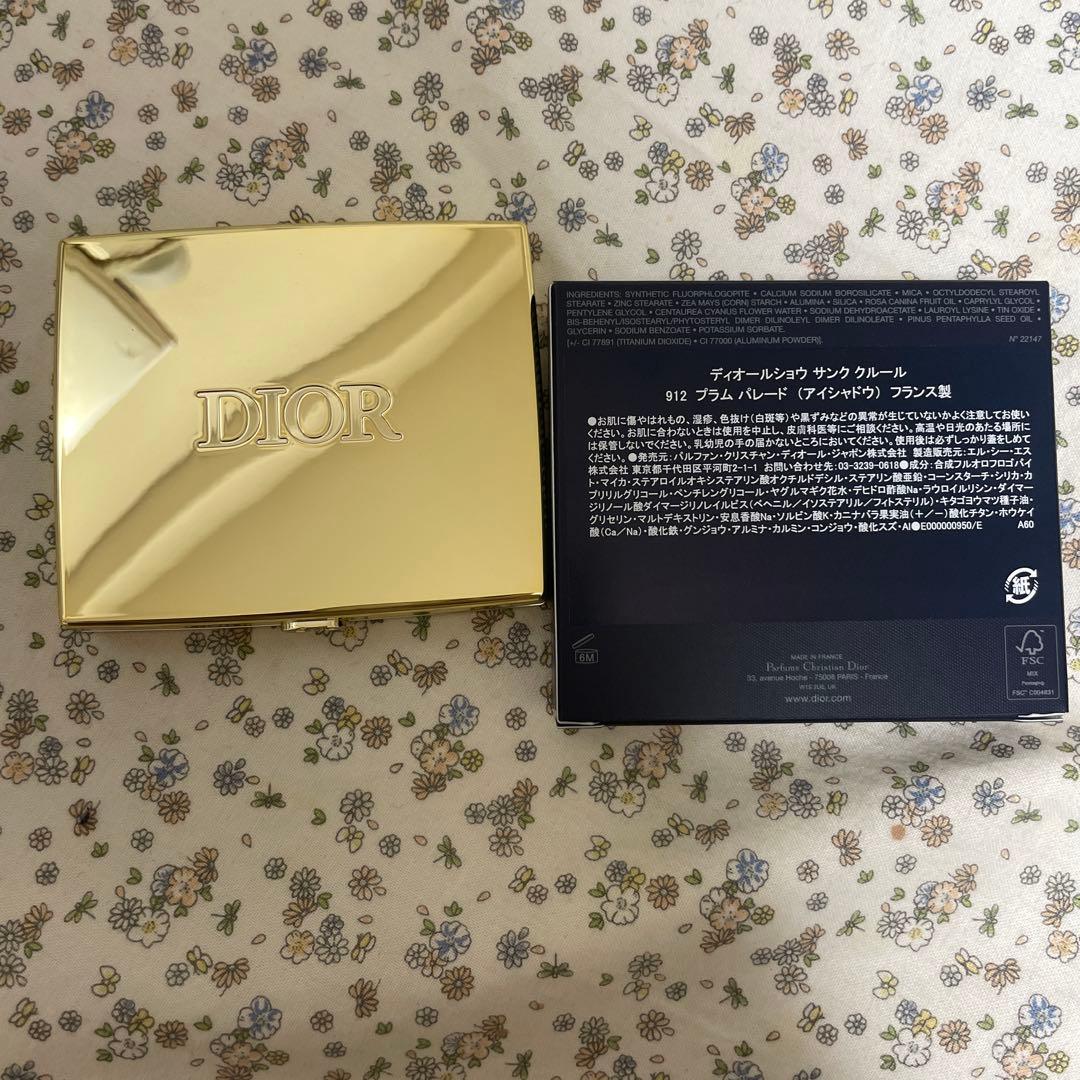 DIOR
INGREDIENTS: SYNTHETIC FLUORPHLOGOPITE • CALCIUM SODIUM BOROSILICATE • MICA • OCTYLDODECYL STEAROYL
STEARATE • ZINC STEARATE • ZEA MAYS (CORN) STARCH • ALUMINA • SILICA • ROSA CANINA FRUIT OIL • CAPRYLYL GLYCOL •
PENTYLENE GLYCOL • CENTAUREA CYANUS FLOWER WATER • SODIUM DEHYDROACETATE • LAUROYL LYSINE • TIN OXIDE •
BIS-BEHENYL/ISOSTEARYL/PHYTOSTERYL DIMER DILINOLEYL DIMER DILINOLEATE • PINUS PENTAPHYLLA SEED OIL •
GLYCERIN • SODIUM BENZOATE • POTASSIUM SORBATE.
[+/- CI 77891 (TITANIUM DIOXIDE) • CI 77000 (ALUMINUM POWDER)]. N° 22147
ディオールショウ サンク クルール
912 プラム パレード (アイシャドウ) フランス製
●お肌に傷やはれもの、湿疹、色抜け(白斑等)や黒ずみなどの異常が生じていないかよく注意してお使い
ください。お肌に合わないときは使用を中止し、皮膚科医等にご相談ください。高温や日光のあたる場所に
は保管しないでください。乳幼児の手の届かないところにおいてください。使用後は必ずしっかり蓋をしめて
ください。●発売元:パルファン・クリスチャン・ディオール・ジャポン株式会社 製造販売元:エル・シー・エス
株式会社 東京都千代田区平河町2-1-1 お問い合わせ先:03-3239-0618●成分:合成フルオロフロゴパイ
ト・マイカ・ステアロイルオキシステアリン酸オクチルドデシル・ステアリン酸亜鉛・コーンスターチ・シリカ・カ
プリリルグリコール・ペンチレングリコール・ヤグルマギク花水・デヒドロ酢酸Na・ラウロイルリシン・ダイマー
ジリノール酸ダイマージリノレイルビス(ベヘニル/イソステアリル/フィトステリル)・キタゴヨウマツ種子油・
グリセリン・マルトデキストリン・安息香酸Na・ソルビン酸K・カニナバラ果実油(+/−)酸化チタン・ホウケイ
酸(Ca/Na)・酸化鉄・グンジョウ・アルミナ・カルミン・コンジョウ・酸化スズ・Al●E000000950/E A60
紙
6M
MADE IN FRANCE
Parfums Christian Dior
33, avenue Hoche - 75008 PARIS - France
W1S 2JS, UK
www.dior.com
FSC
MIX
Packaging
FSC™ C004831